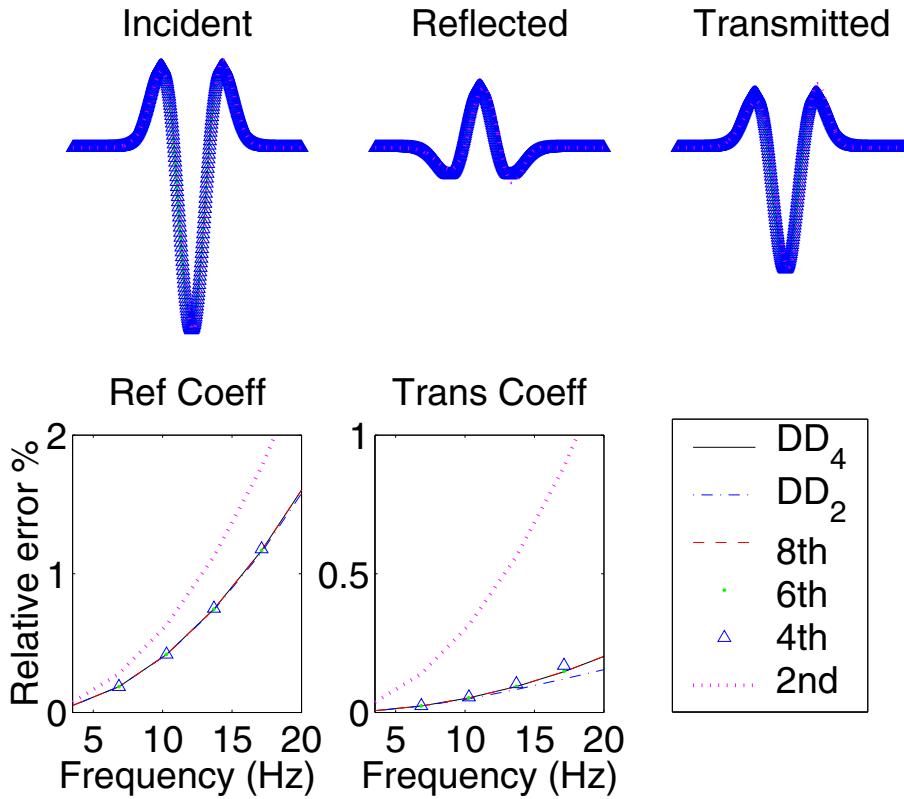 Incident
Reflected
Transmitted
Ref Coeff
Relative error %
2
1
0
5 10 15 20
Frequency (Hz)
Trans Coeff
1
0.5
0
5 10 15 20
Frequency (Hz)
DD4
DD2
8th
6th
4th
2nd